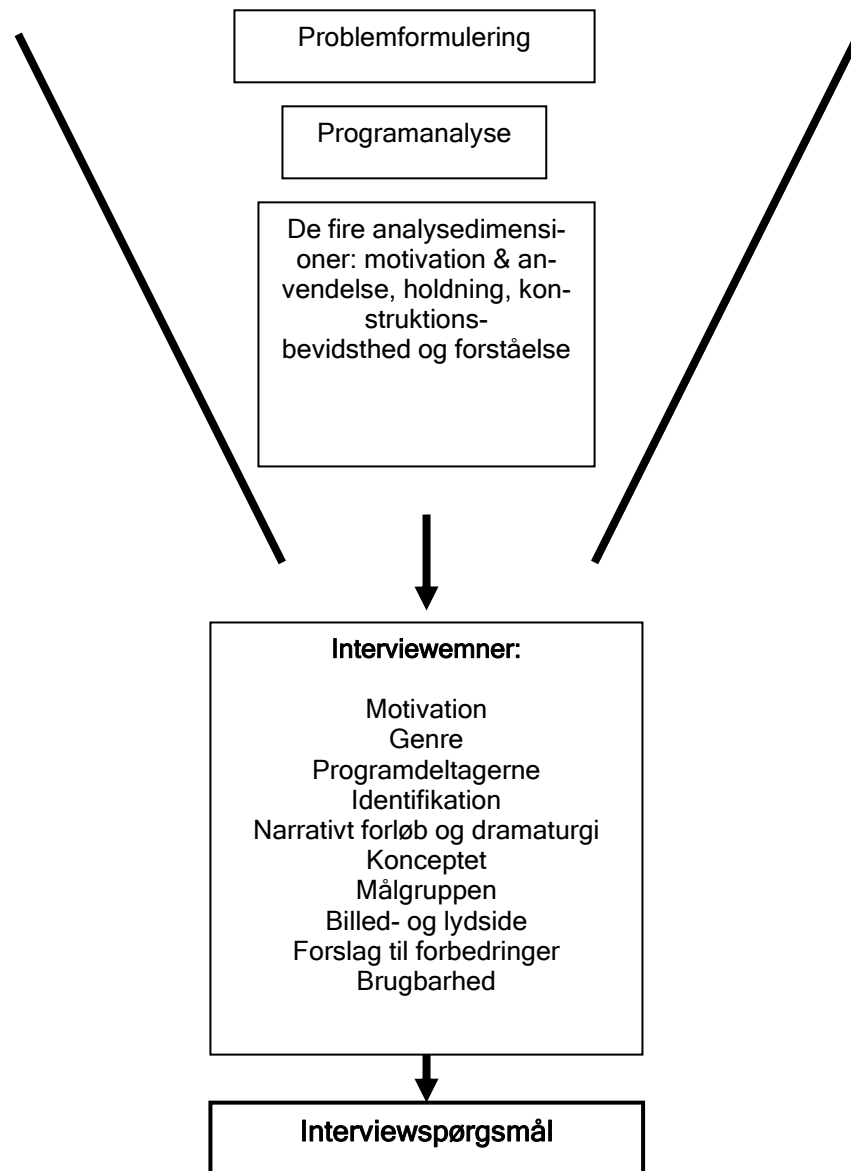 Problemformulering
Programanalyse
De fire analysedimensi-
oner: motivation & an-
vendelse, holdning, kon-
struktions-
bevidsthed og forståelse
Interviewemner:
Motivation
Genre
Programdeltagerne
Identifikation
Narrativt forløb og dramaturgi
Konceptet
Målgruppen
Billed- og lydside
Forslag til forbedringer
Brugbarhed
Interviewspørgsmål